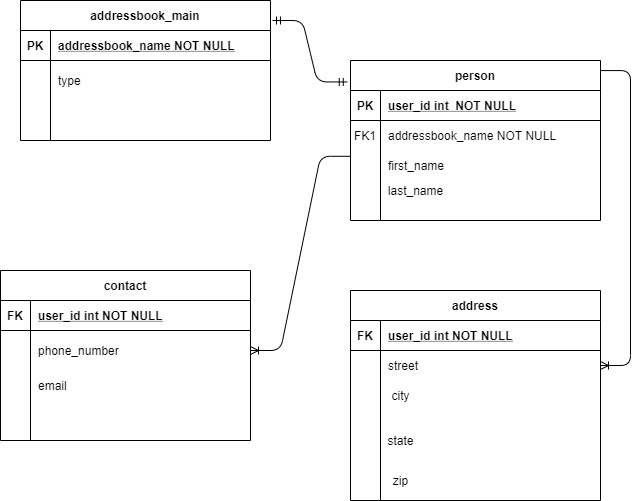 addressbook_main
PK addressbook_name NOT NULL
type
person
PK user_id int  NOT NULL
FK1 addressbook_name NOT NULL
first_name
last_name
contact
FK user_id int NOT NULL
phone_number
email
address
FK user_id int NOT NULL
street
city
state
zip